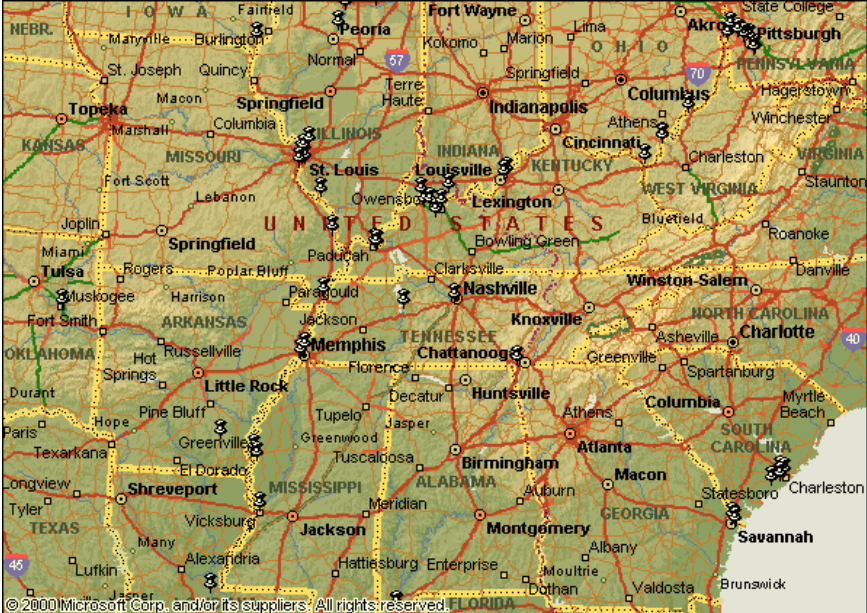 I O W A
Fairfield
Fort Wayne
State College
NEBR.
Maryville
Burlington
Peoria
Kokomo
Marion
Lima
Akro
Pittsburgh
O H I O
Normal
57
St. Joseph
Quincy
Terre
Haute
Springfield
70
PENNSYLVANIA
Macon
Springfield
Indianapolis
Columbus
Hagerstown
Topeka
Marshall
Columbia
ILLINOIS
Athens
Winchester
KANSAS
MISSOURI
INDIANA
Cincinnati
VIRGINIA
St. Louis
Louisville
KENTUCKY
Charleston
Fort Scott
Lebanon
Owensbo
Lexington
WEST VIRGINIA
Staunton
Joplin
Springfield
U N I T E D   S T A T E S
Bluefield
Roanoke
Miami
Paducah
Bowling Green
Tulsa
Rogers
Poplar Bluff
Clarksville
Danville
Muskogee
Harrison
Paragould
Nashville
Winston-Salem
Fort Smith
ARKANSAS
Jackson
TENNESSEE
Knoxville
NORTH CAROLINA
Asheville
Charlotte
40
OKLAHOMA
Hot
Springs
Russellville
Memphis
Florence
Chattanoog
Greenville
Spartanburg
Durant
Little Rock
Decatur
Huntsville
Columbia
Myrtle
Beach
Paris
Hope
Pine Bluff
Tupelo
Jasper
Athens
SOUTH
CAROLINA
Texarkana
Greenville
Greenwood
Tuscaloosa
Atlanta
El Dorado
Birmingham
Longview
Shreveport
MISSISSIPPI
ALABAMA
Macon
Statesboro
Charleston
Tyler
TEXAS
Vicksburg
Jackson
Meridian
Auburn
Montgomery
GEORGIA
Savannah
45
Many
Alexandria
Hattiesburg
Enterprise
Albany
Moultrie
Lufkin
Jasper
Dothan
Valdosta
Brunswick
FLORIDA
© 2000 Microsoft Corp. and/or its suppliers. All rights reserved.